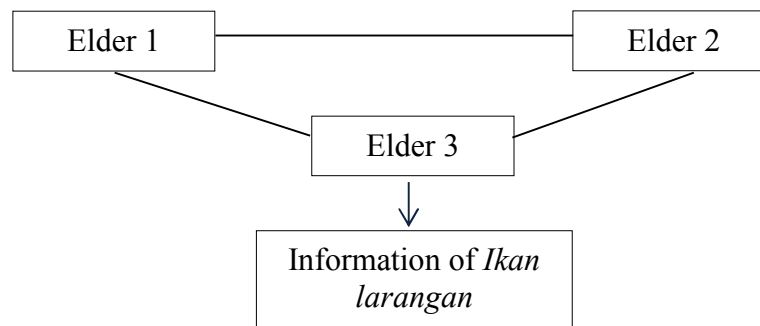 Elder 1
Elder 2
Elder 3
Information of Ikan
larangan